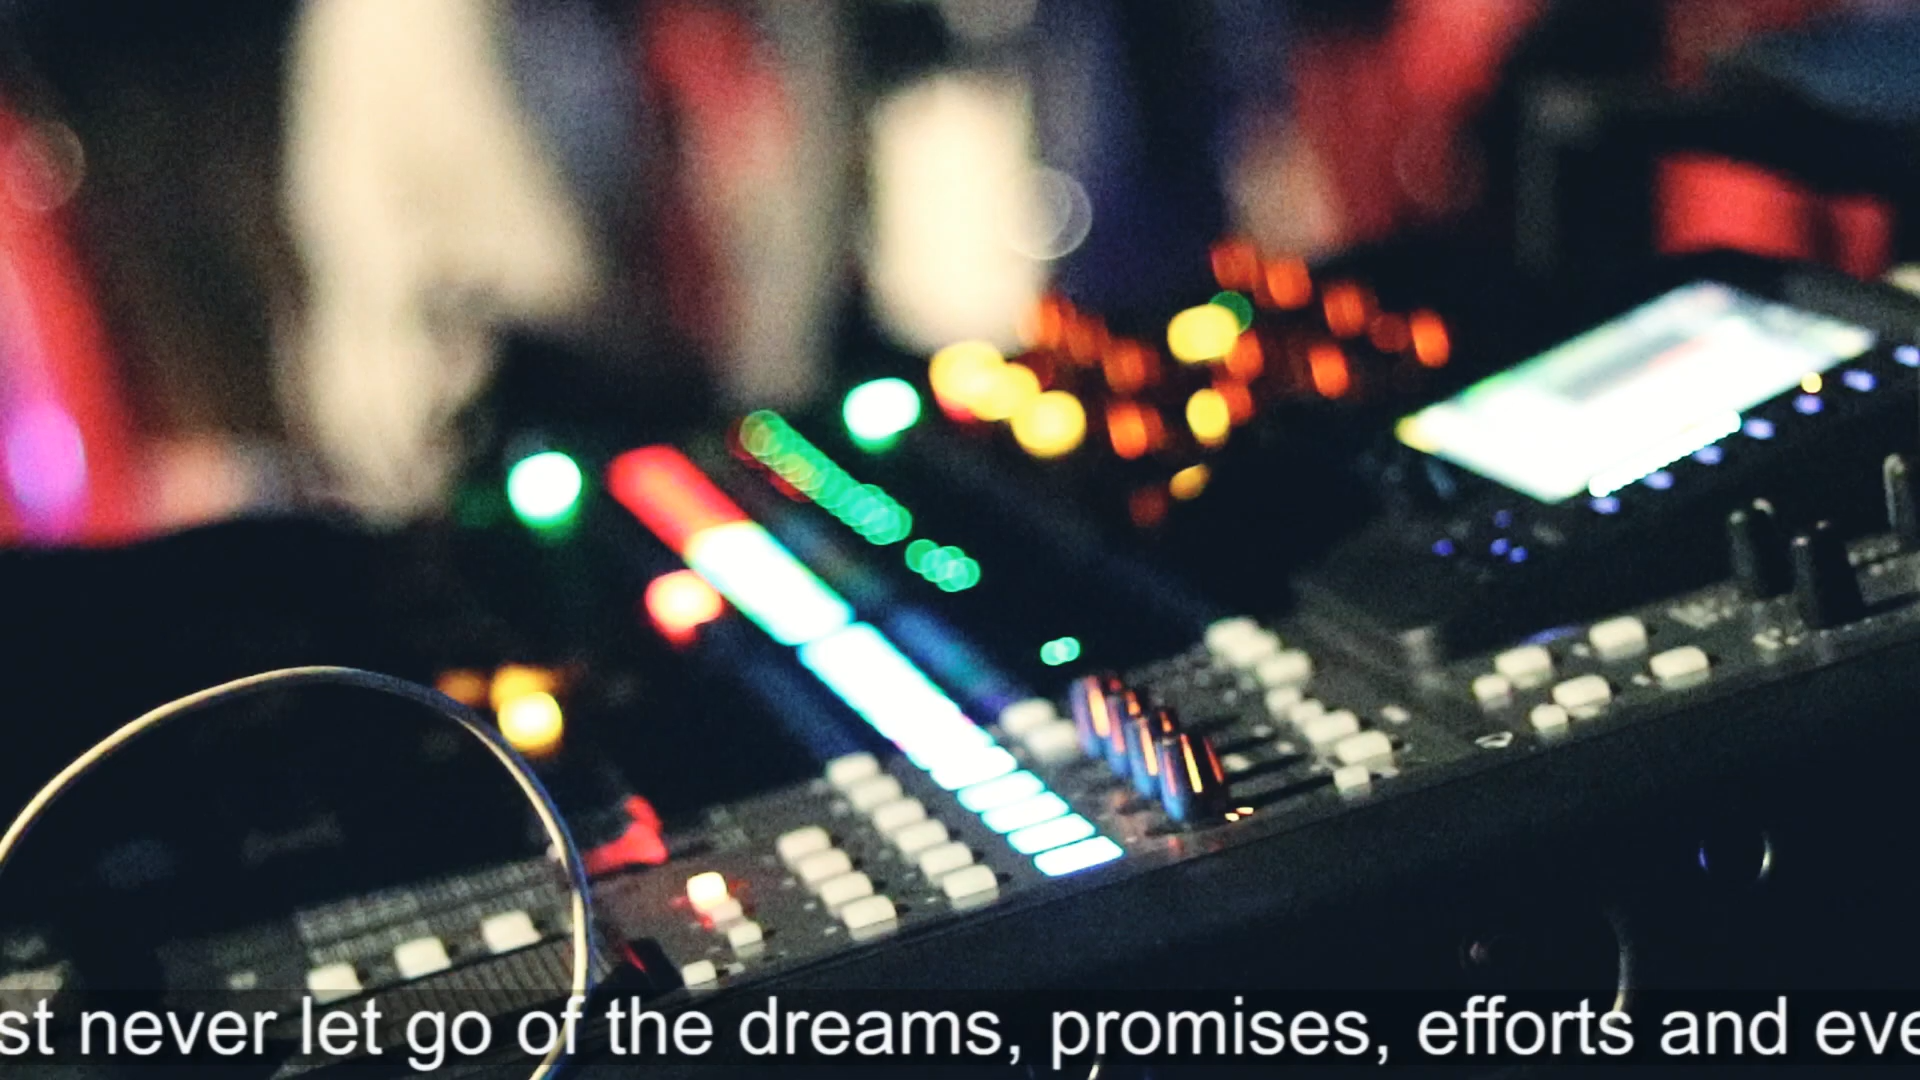 st never let go of the dreams, promises, efforts and eve